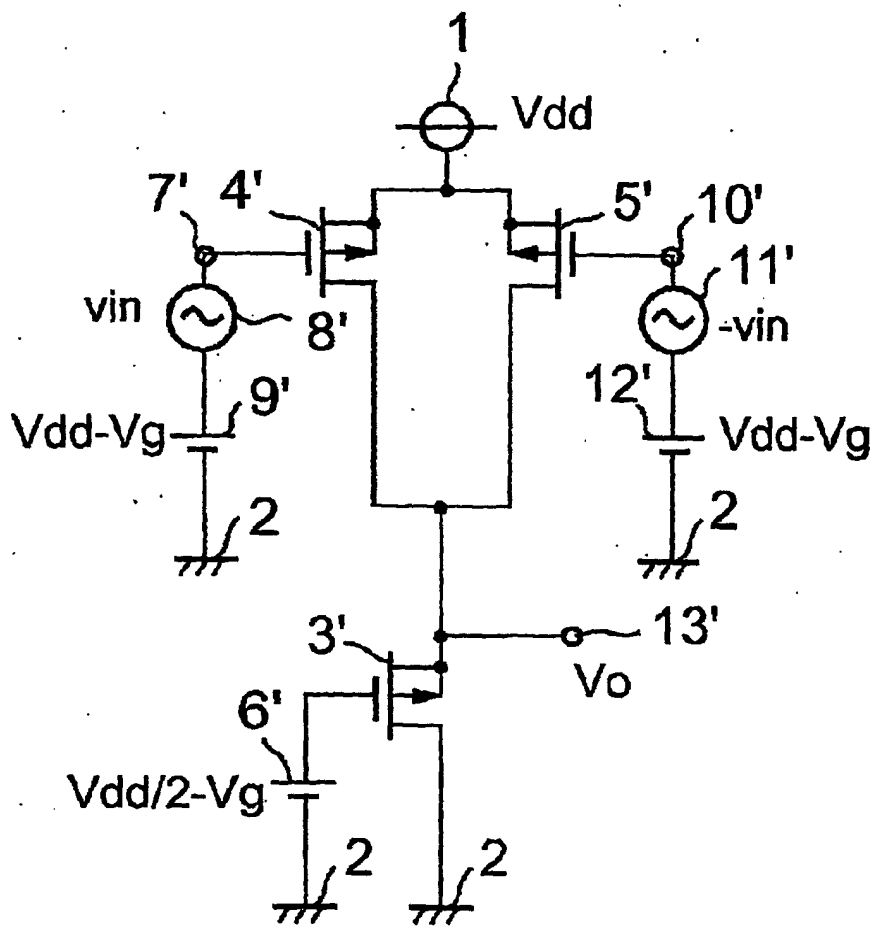 1
Vdd
7'
4'
5'
10'
vin
8'
11'
-vin
9'
12'
Vdd-Vg
Vdd-Vg
2
2
3'
13'
Vo
6'
Vdd/2-Vg
2
2